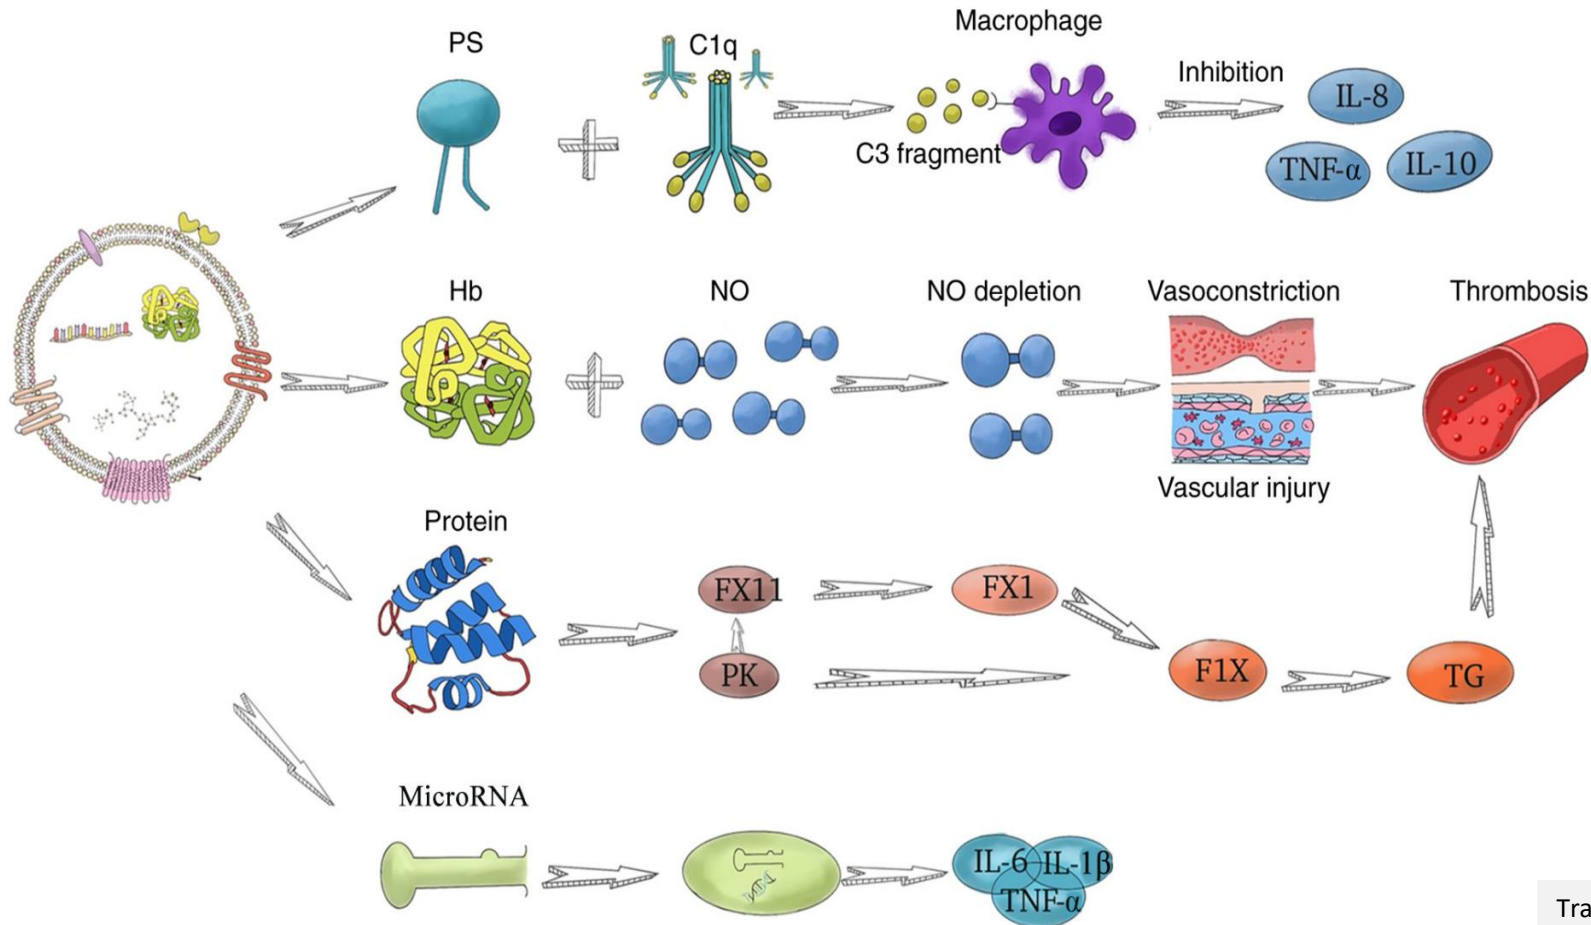 PS
C1q
Macrophage
C3 fragment
Inhibition
IL-8
TNF-α
IL-10
Hb
NO
NO depletion
Vasoconstriction
Vascular injury
Thrombosis
Protein
FX11
FX1
PK
F1X
TG
MicroRNA
IL-6
IL-1β
TNF-α
Tra